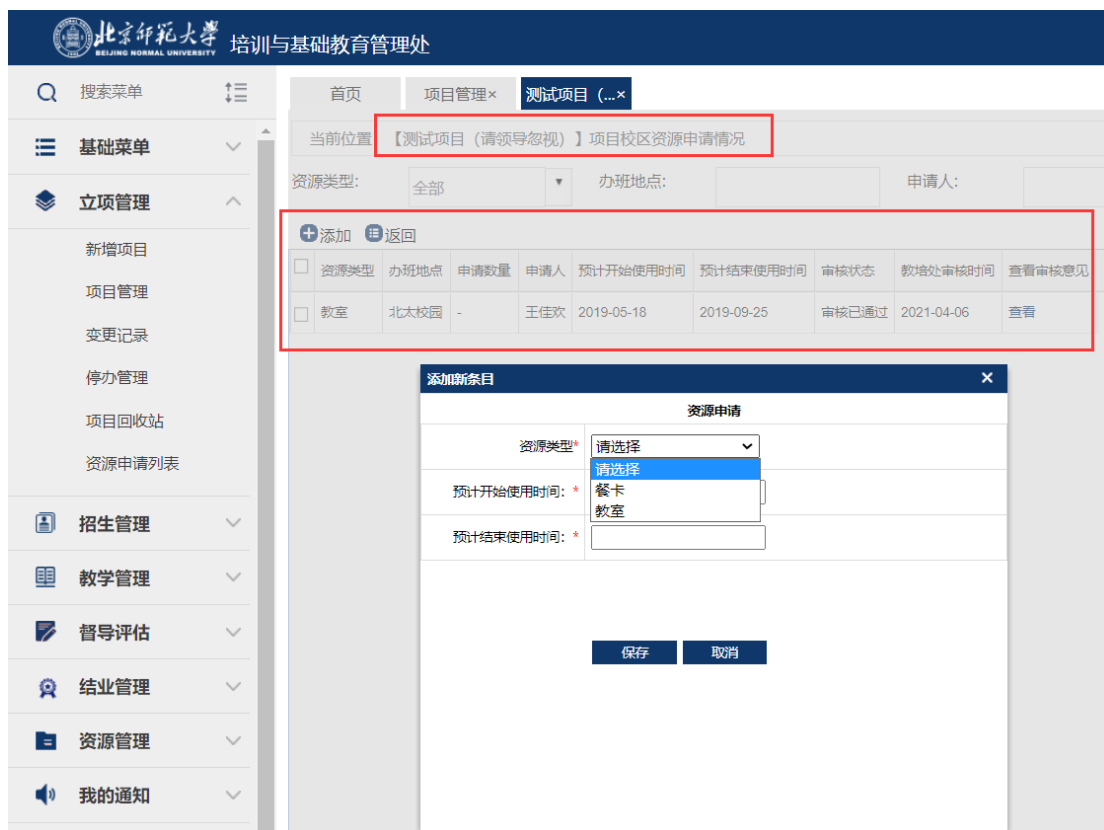 北京师范大学
BEIJING NORMAL UNIVERSITY
培训与基础教育管理处
搜索菜单
首页 项目管理× 测试项目（...×
当前位置 【测试项目（请领导忽视）】项目校区资源申请情况
基础菜单
资源类型: 全部 办班地点: 申请人:
立项管理
添加 返回
新增项目
项目管理
变更记录
停办管理
项目回收站
资源申请列表
资源类型 办班地点 申请数量 申请人 预计开始使用时间 预计结束使用时间 审核状态 教培处审核时间 查看审核意见
教室 北太校园 - 王佳欢 2019-05-18 2019-09-25 审核已通过 2021-04-06 查看
添加新条目 ×
资源申请
资源类型* 请选择
请选择
餐卡
教室
预计开始使用时间: *
预计结束使用时间: *
保存 取消
招生管理
教学管理
督导评估
结业管理
资源管理
我的通知